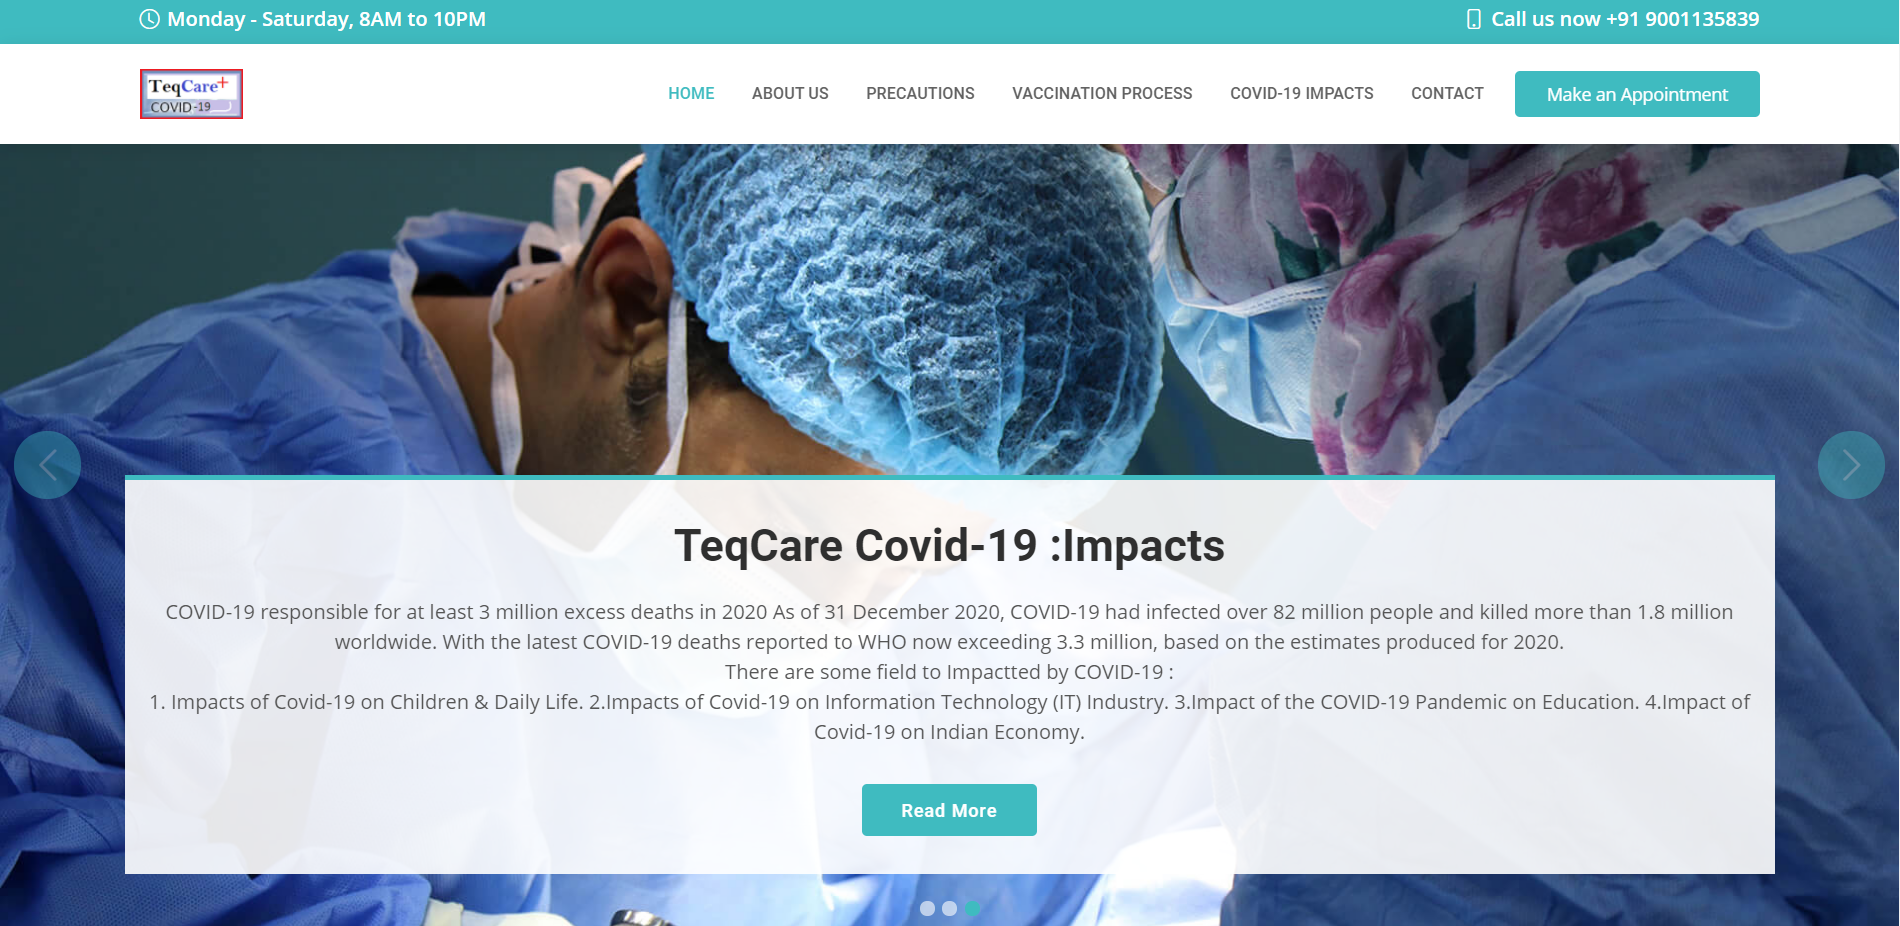 Monday - Saturday, 8AM to 10PM
Call us now +91 9001135839
TeqCare+
COVID-19
HOME
ABOUT US
PRECAUTIONS
VACCINATION PROCESS
COVID-19 IMPACTS
CONTACT
Make an Appointment
TeqCare Covid-19 :Impacts
COVID-19 responsible for at least 3 million excess deaths in 2020 As of 31 December 2020, COVID-19 had infected over 82 million people and killed more than 1.8 million
worldwide. With the latest COVID-19 deaths reported to WHO now exceeding 3.3 million, based on the estimates produced for 2020.
There are some field to Impactted by COVID-19 :
1. Impacts of Covid-19 on Children & Daily Life. 2.Impacts of Covid-19 on Information Technology (IT) Industry. 3.Impact of the COVID-19 Pandemic on Education. 4.Impact of
Covid-19 on Indian Economy.
Read More